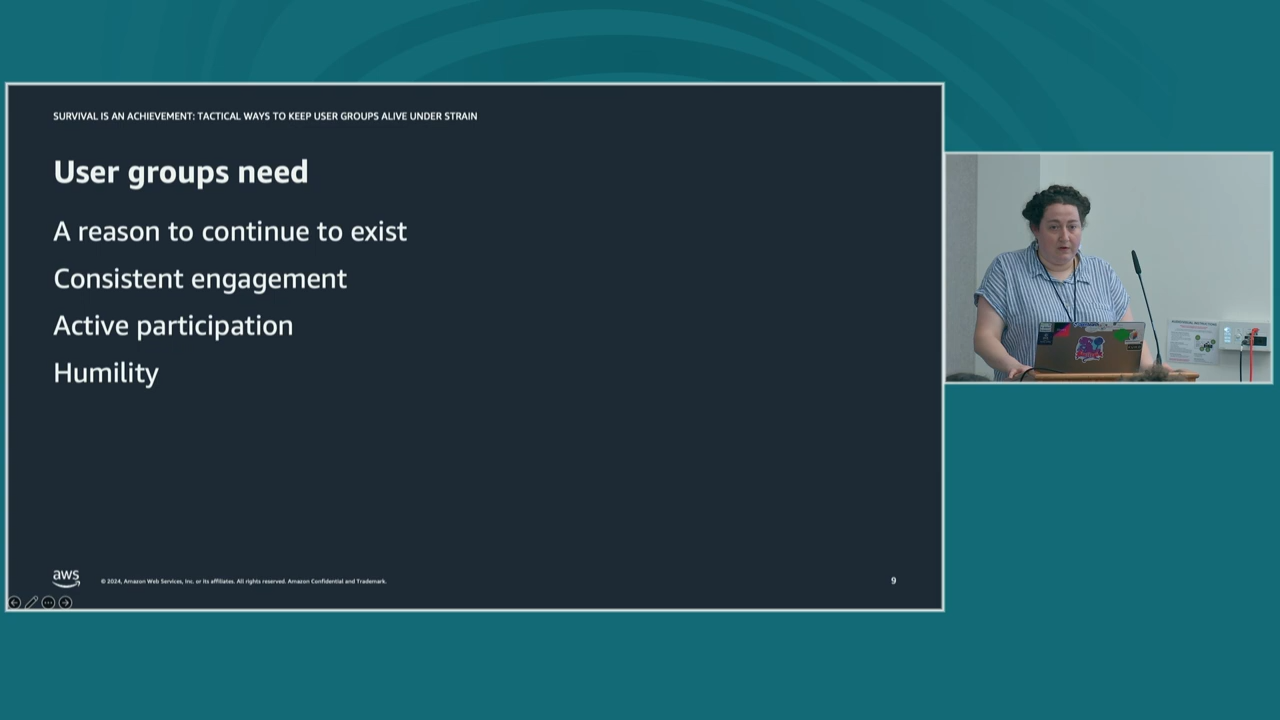 SURVIVAL IS AN ACHIEVEMENT: TACTICAL WAYS TO KEEP USER GROUPS ALIVE UNDER STRAIN
User groups need
A reason to continue to exist
Consistent engagement
Active participation
Humility
aws
© 2024, Amazon Web Services, Inc. or its affiliates. All rights reserved. Amazon Confidential and Trademark.
9